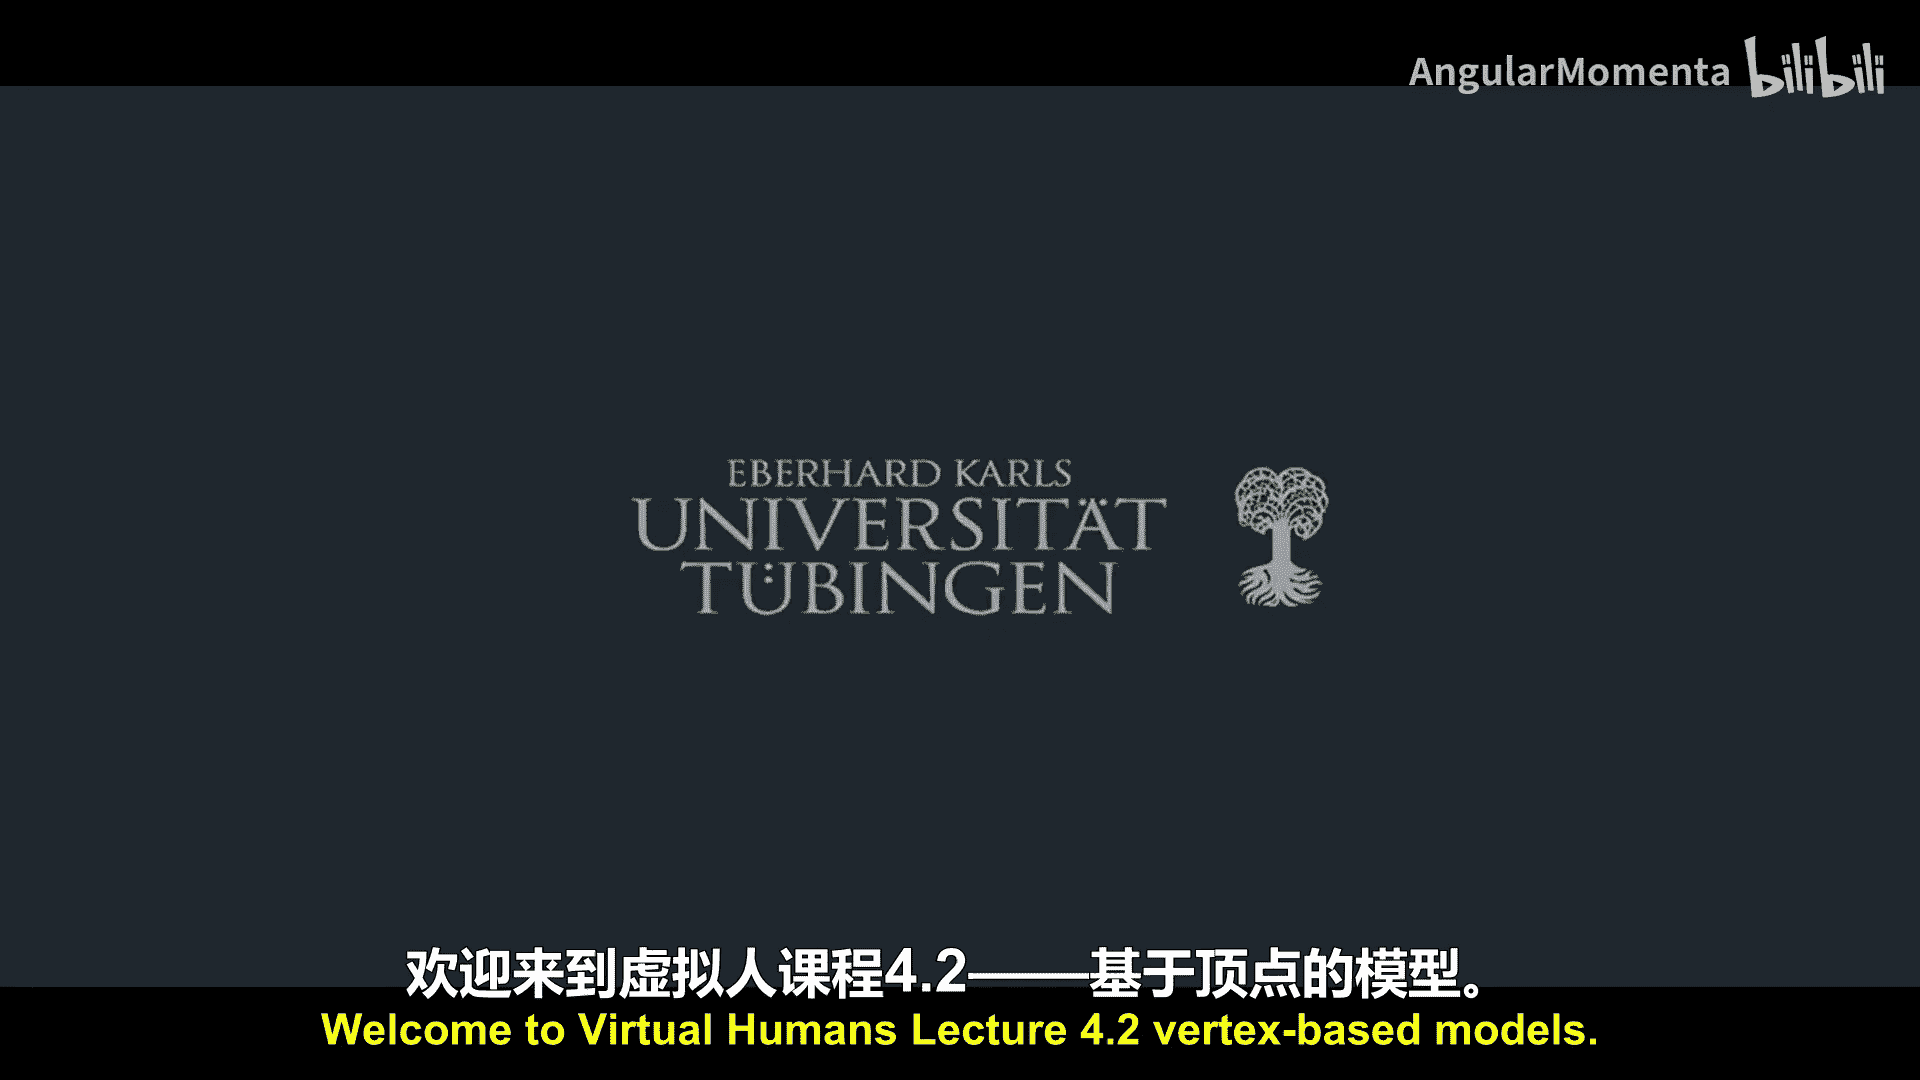 AngularMomenta bilibili
EBERHARD KARLS
UNIVERSITÄT
TÜBINGEN
欢迎来到虚拟人课程4.2——基于顶点的模型。
Welcome to Virtual Humans Lecture 4.2 vertex-based models.